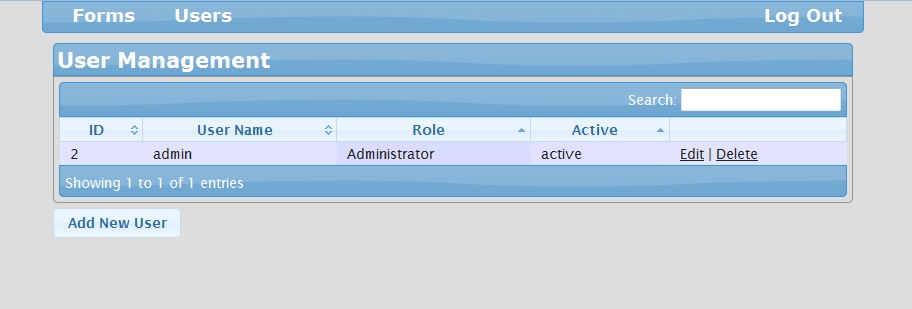 Forms Users Log Out
User Management
Search:
ID User Name Role Active
2 admin Administrator active Edit | Delete
Showing 1 to 1 of 1 entries
Add New User